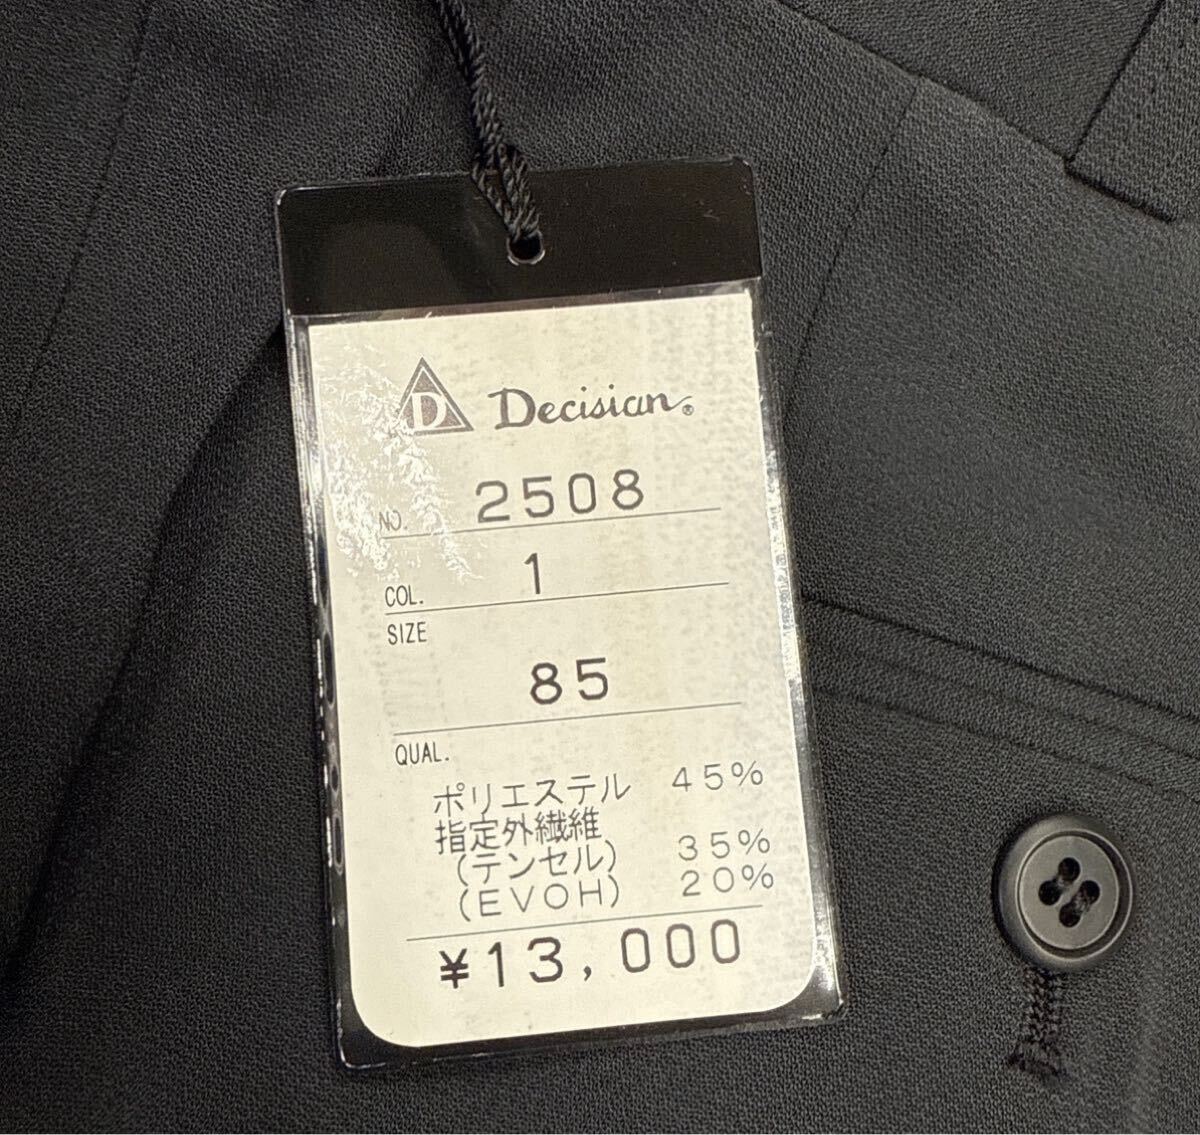 D Decisian®
NO. 2508
COL. 1
SIZE
85
QUAL.
ポリエステル 45%
指定外繊維
(テンセル) 35%
(EVOH) 20%
¥13,000